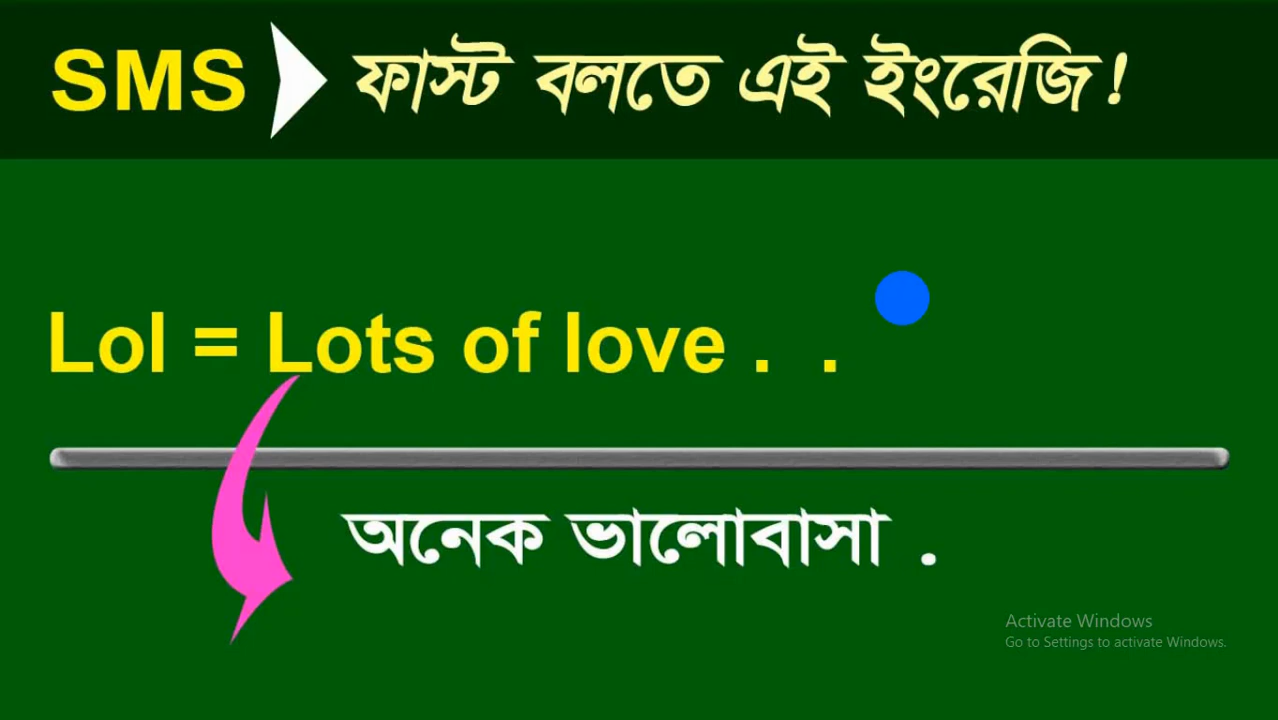 SMS ফাস্ট বলতে এই ইংরেজি!
Lol = Lots of love . .
অনেক ভালোবাসা .
Activate Windows
Go to Settings to activate Windows.